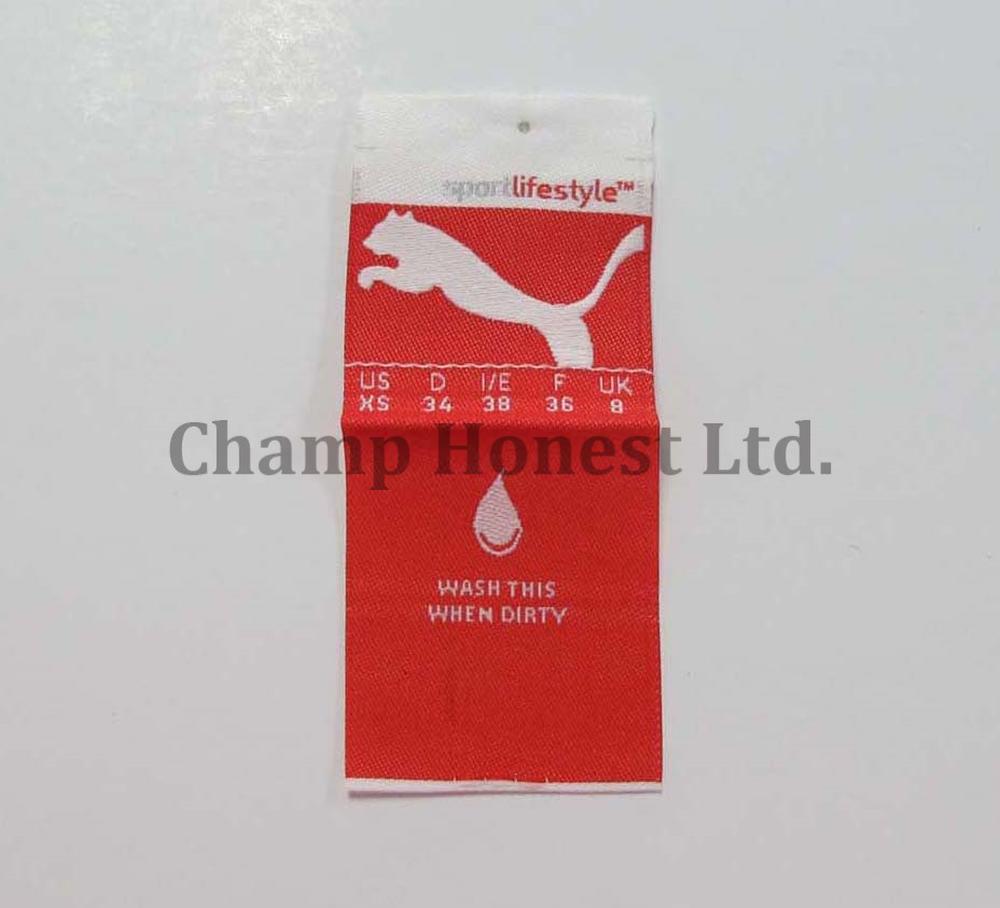 sportlifestyle™
US D I/E F UK
XS 34 38 36 8
Champ Honest Ltd.
WASH THIS
WHEN DIRTY